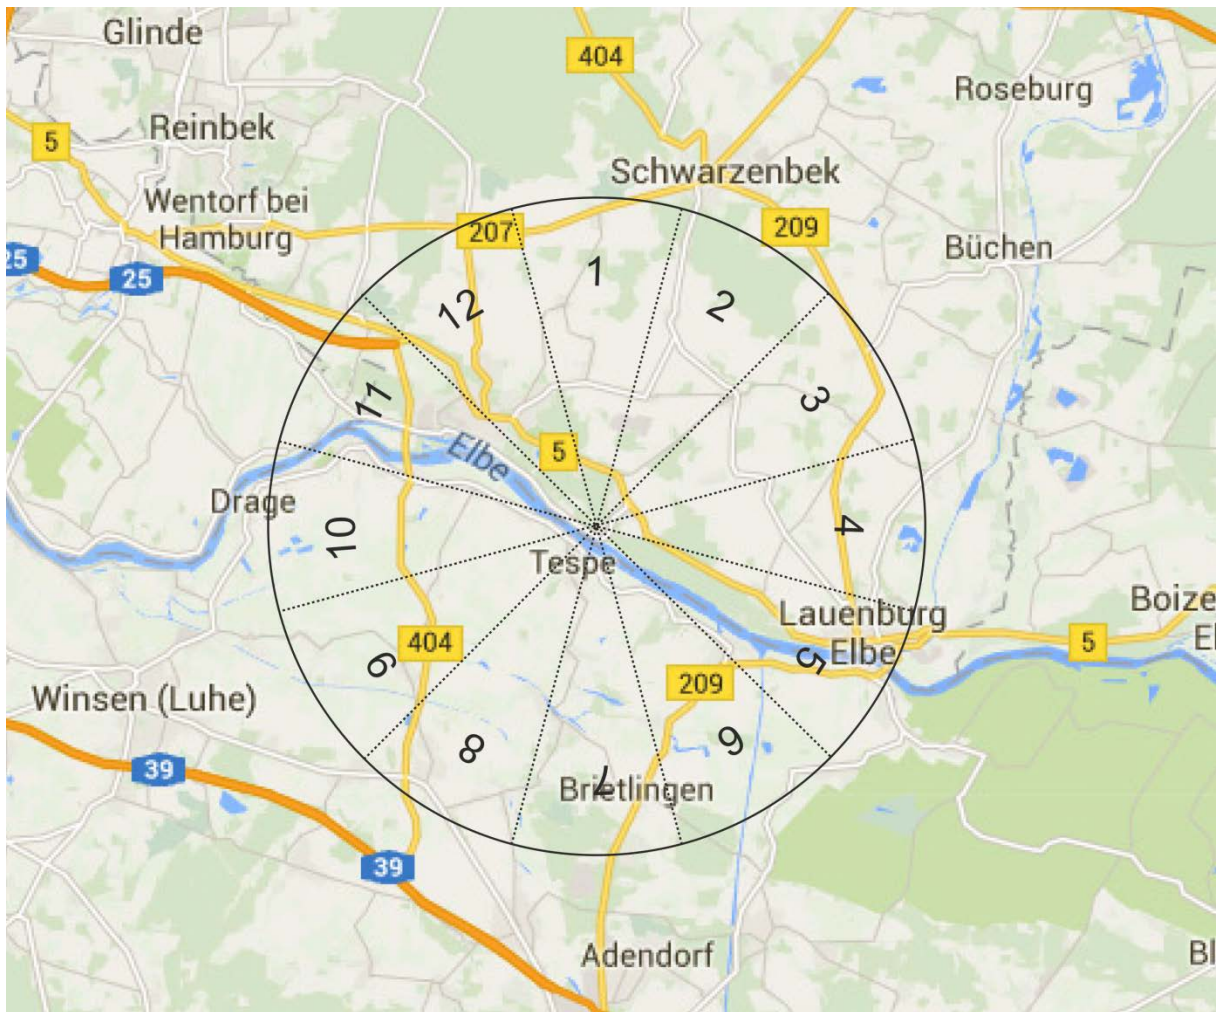 Glinde
404
Roseburg
5
Reinbek
Schwarzenbek
Wentorf bei
Hamburg
207
209
Büchen
25
25
1
2
12
3
11
Elbe
5
Drage
10
4
Tespe
Lauenburg
Elbe
Boize
El
5
404
9
5
209
Winsen (Luhe)
6
8
7
39
Brietlingen
39
Adendorf
Bl